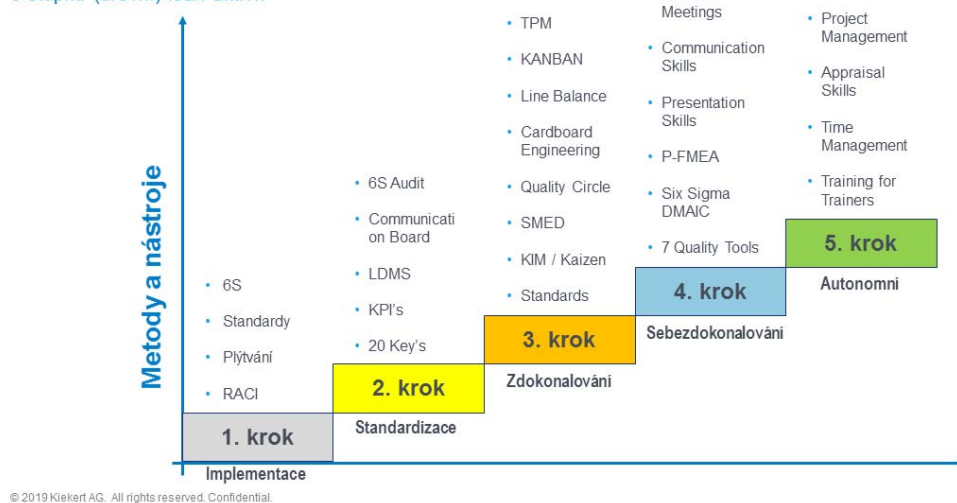 TPM
KANBAN
Line Balance
Cardboard
Engineering
Quality Circle
SMED
KIM / Kaizen
Standards
Meetings
Communication
Skills
Presentation
Skills
P-FMEA
Six Sigma
DMAIC
7 Quality Tools
Project
Management
Appraisal
Skills
Time
Management
Training for
Trainers
6S Audit
Communicati
on Board
LDMS
KPI's
20 Key's
6S
Standardy
Plýtvání
RACI
Metody a nástroje
1. krok
Implementace
2. krok
Standardizace
3. krok
Zdokonalování
4. krok
Sebezdokonalování
5. krok
Autonomní
© 2019 Kiekert AG. All rights reserved. Confidential.